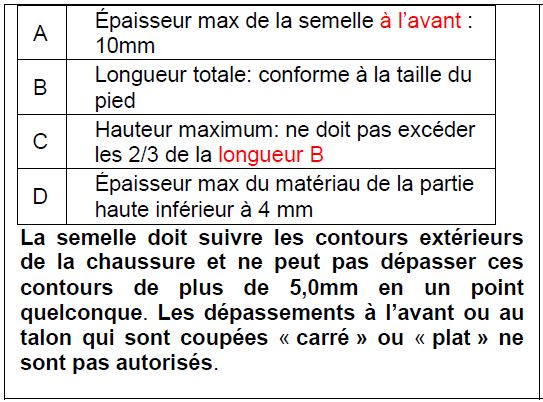 A
Épaisseur max de la semelle à l’avant :
10mm
B
Longueur totale: conforme à la taille du
pied
C
Hauteur maximum: ne doit pas excéder
les 2/3 de la longueur B
D
Épaisseur max du matériau de la partie
haute inférieur à 4 mm
La semelle doit suivre les contours extérieurs
de la chaussure et ne peut pas dépasser ces
contours de plus de 5,0mm en un point
quelconque. Les dépassements à l’avant ou au
talon qui sont coupées « carré » ou « plat » ne
sont pas autorisés.